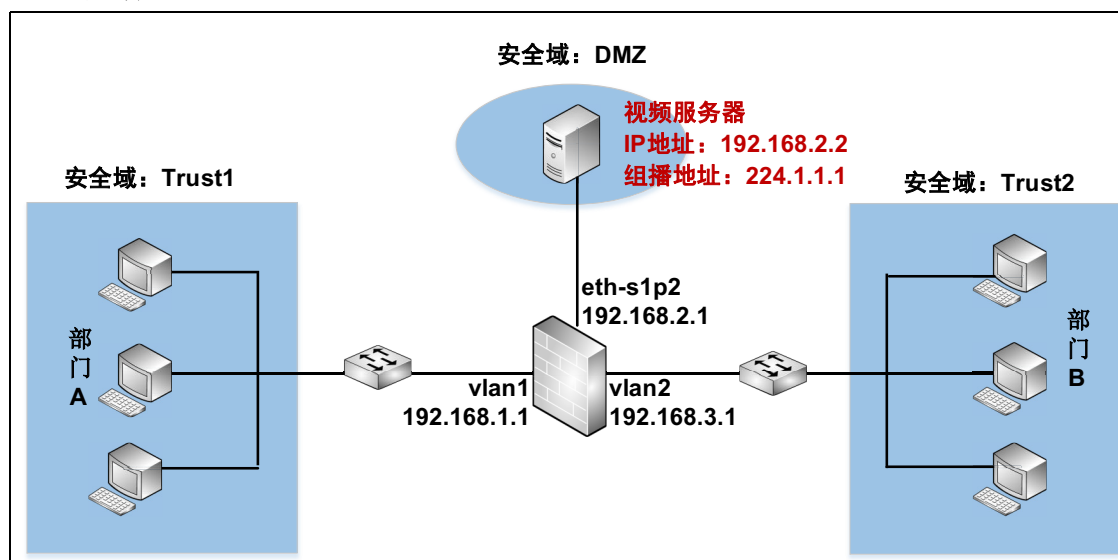 安全域：DMZ
视频服务器
IP地址：192.168.2.2
组播地址：224.1.1.1
安全域：Trust1
安全域：Trust2
eth-s1p2
192.168.2.1
部门A
部门B
vlan1
192.168.1.1
vlan2
192.168.3.1